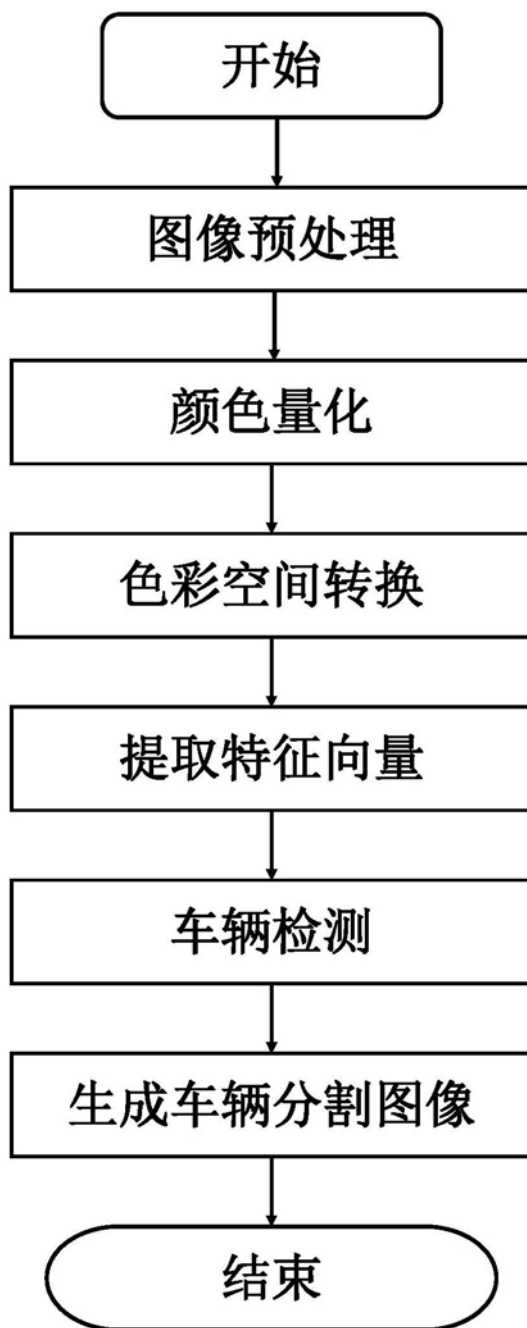 开始
图像预处理
颜色量化
色彩空间转换
提取特征向量
车辆检测
生成车辆分割图像
结束